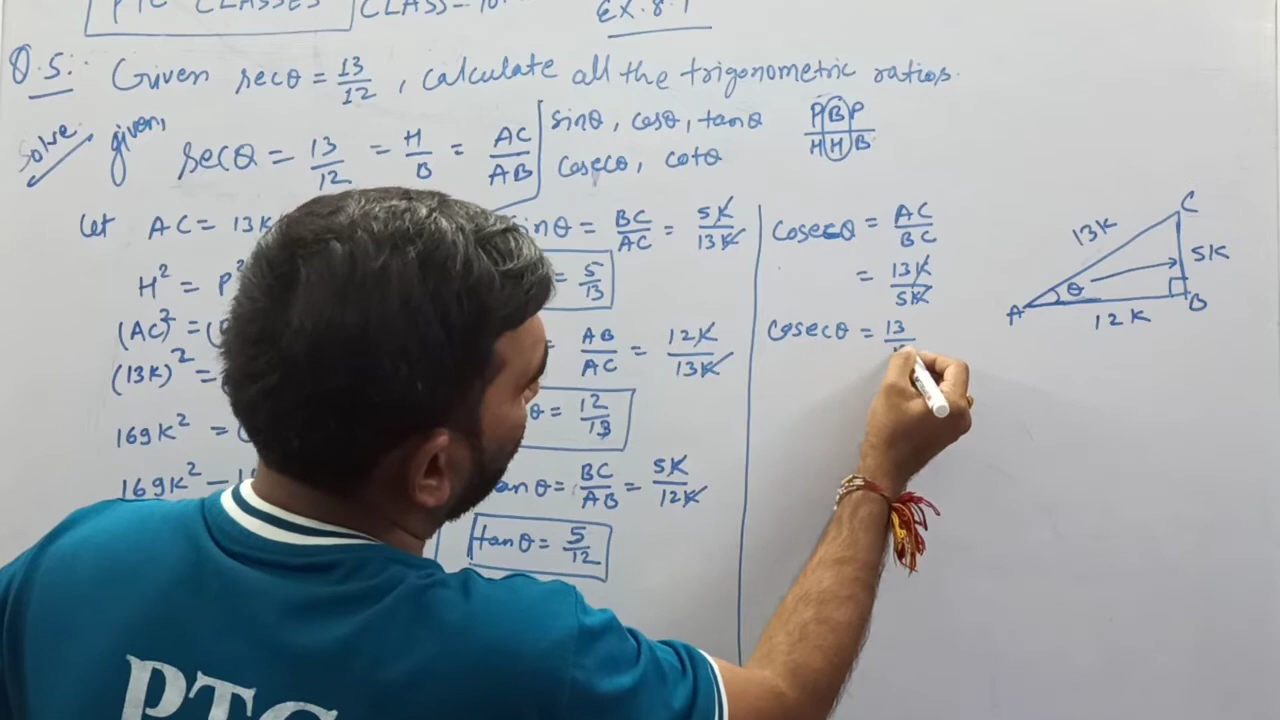 PTC CLASSES CLASS-10
EX.8.1
Q.5:. Given secθ = 13/12, calculate all the trigonometric ratios.
Solve
given,
secθ = 13/12 = H/B = AC/AB
sinθ, cosθ, tanθ
cosecθ, cotθ
P B P
H H B
Let AC = 13K
H² = P²
(AC)² = (
(13K)² =
169K² = (
169K² –
inθ = BC/AC = 5K/13K
= 5/13
= AB/AC = 12K/13K
θ = 12/13
tanθ = BC/AB = 5K/12K
tanθ = 5/12
cosecθ = AC/BC
= 13K/5K
cosecθ = 13
C
13K
5K
A θ B
12K
PTC